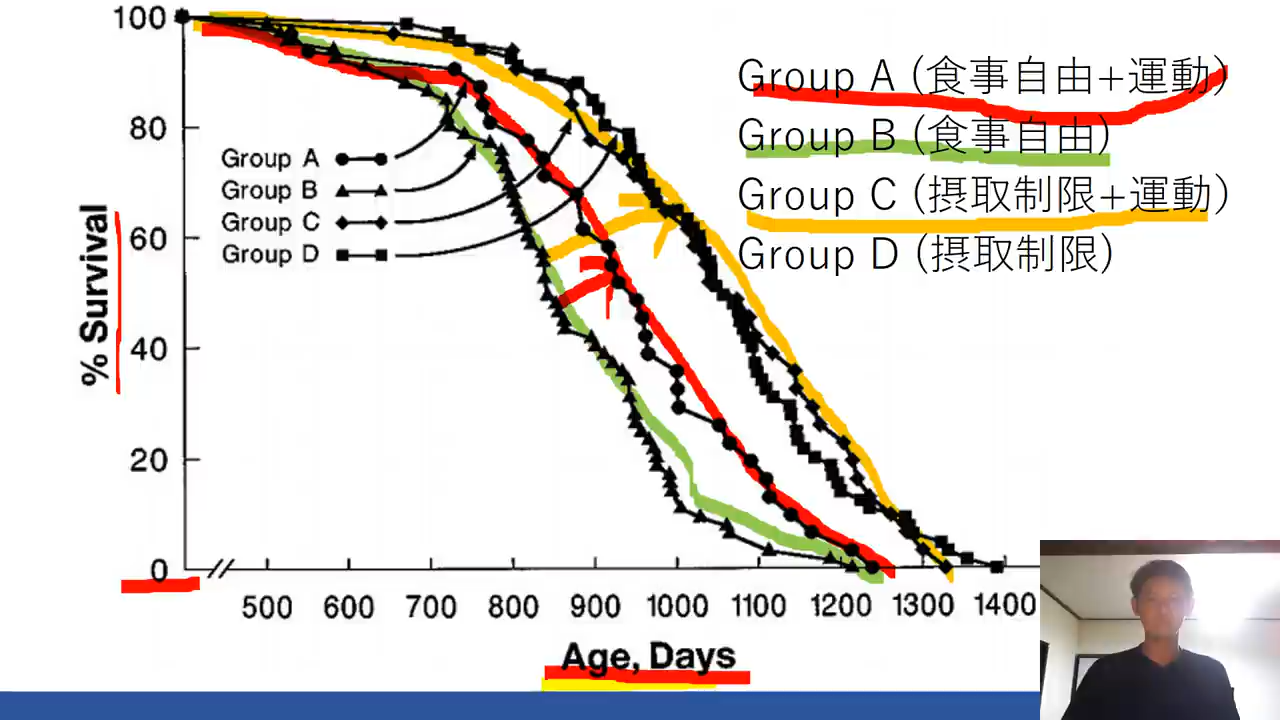 100
80
60
40
20
0
% Survival
Group A
Group B
Group C
Group D
500 600 700 800 900 1000 1100 1200 1300 1400
Age, Days
Group A (食事自由+運動)
Group B (食事自由)
Group C (摂取制限+運動)
Group D (摂取制限)